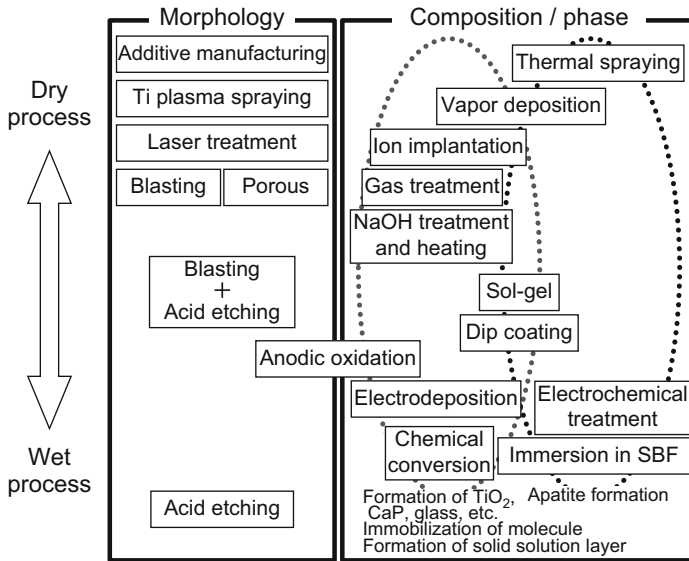 Morphology
Composition / phase
Dry
process
Wet
process
Additive manufacturing
Ti plasma spraying
Laser treatment
Blasting
Porous
Blasting
+
Acid etching
Anodic oxidation
Acid etching
Thermal spraying
Vapor deposition
Ion implantation
Gas treatment
NaOH treatment
and heating
Sol-gel
Dip coating
Electrodeposition
Electrochemical
treatment
Chemical
conversion
Immersion in SBF
Formation of TiO₂,
CaP, glass, etc.
Immobilization of molecule
Formation of solid solution layer
Apatite formation